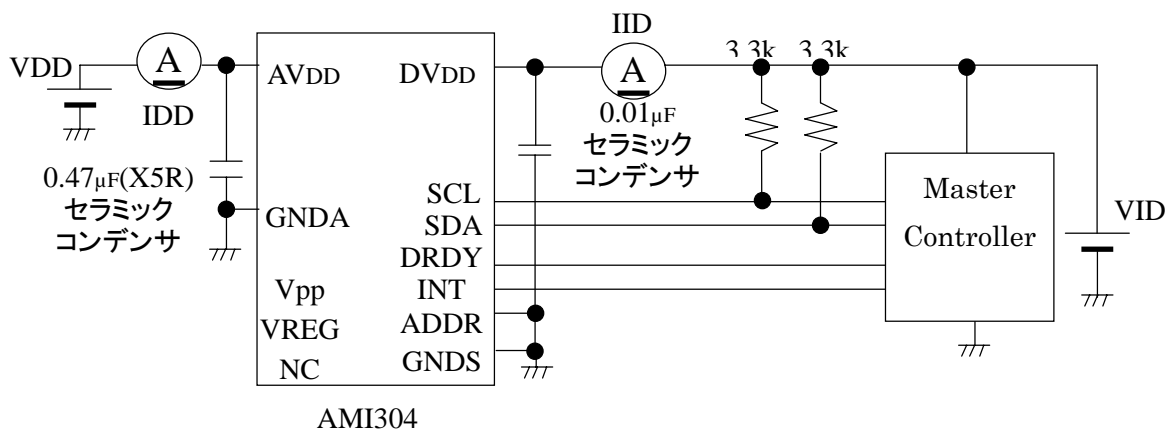 IID
3.3k 3.3k
VDD
A
IDD
AVDD
DVDD
A
0.01µF
セラミック
コンデンサ
0.47µF(X5R)
セラミック
コンデンサ
GNDA
SCL
SDA
DRDY
INT
ADDR
GNDS
Vpp
VREG
NC
Master
Controller
VID
AMI304